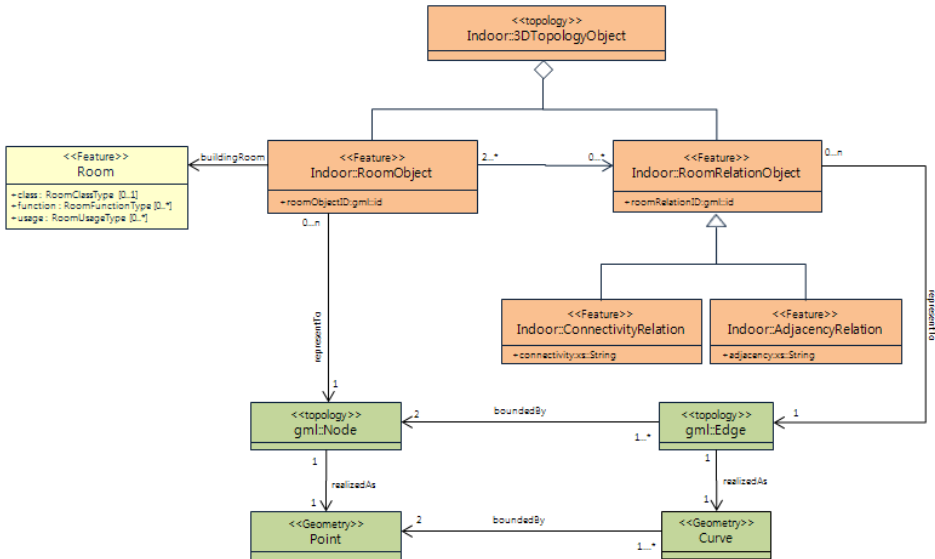 <<topology>>
Indoor::3DTopologyObject
<<Feature>>
Room
+class : RoomClassType [0..1]
+function : RoomFunctionType [0..*]
+usage : RoomUsageType [0..*]
buildingRoom
<<Feature>>
Indoor::RoomObject
+roomObjectID:gml::id
2...*
0...*
<<Feature>>
Indoor::RoomRelationObject
+roomRelationID:gml::id
0...n
0...n
<<Feature>>
Indoor::ConnectivityRelation
+connectivity:xs::String
<<Feature>>
Indoor::AdjacencyRelation
+adjacency:xs::String
representTo
representTo
1
<<topology>>
gml::Node
2
boundedBy
1...*
<<topology>>
gml::Edge
1
1
realizedAs
1
1
realizedAs
1
<<Geometry>>
Point
2
boundedBy
1...*
<<Geometry>>
Curve